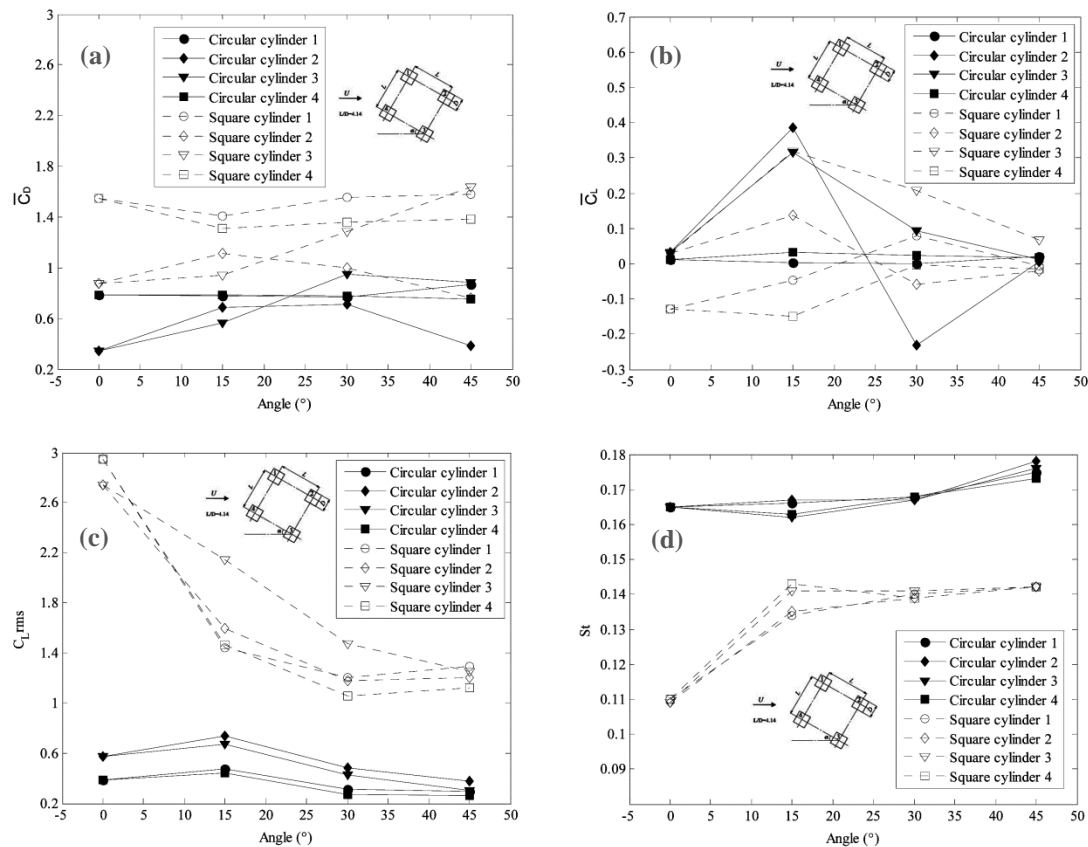 (a)
3
2.6
2.2
1.8
1.4
1
0.6
0.2
C̅D
Circular cylinder 1
Circular cylinder 2
Circular cylinder 3
Circular cylinder 4
Square cylinder 1
Square cylinder 2
Square cylinder 3
Square cylinder 4
U
L/D=4.14
L
L
-5 0 5 10 15 20 25 30 35 40 45 50
Angle (°)
(b)
0.7
0.6
0.5
0.4
0.3
0.2
0.1
0
-0.1
-0.2
-0.3
C̅L
U
L/D=4.14
L
L
Circular cylinder 1
Circular cylinder 2
Circular cylinder 3
Circular cylinder 4
Square cylinder 1
Square cylinder 2
Square cylinder 3
Square cylinder 4
-5 0 5 10 15 20 25 30 35 40 45 50
Angle (°)
(c)
3
2.6
2.2
1.8
1.4
1
0.6
0.2
CL rms
U
L/D=4.14
L
L
Circular cylinder 1
Circular cylinder 2
Circular cylinder 3
Circular cylinder 4
Square cylinder 1
Square cylinder 2
Square cylinder 3
Square cylinder 4
-5 0 5 10 15 20 25 30 35 40 45 50
Angle (°)
(d)
0.18
0.17
0.16
0.15
0.14
0.13
0.12
0.11
0.1
0.09
St
U
L/D=4.14
L
L
Circular cylinder 1
Circular cylinder 2
Circular cylinder 3
Circular cylinder 4
Square cylinder 1
Square cylinder 2
Square cylinder 3
Square cylinder 4
-5 0 5 10 15 20 25 30 35 40 45 50
Angle (°)